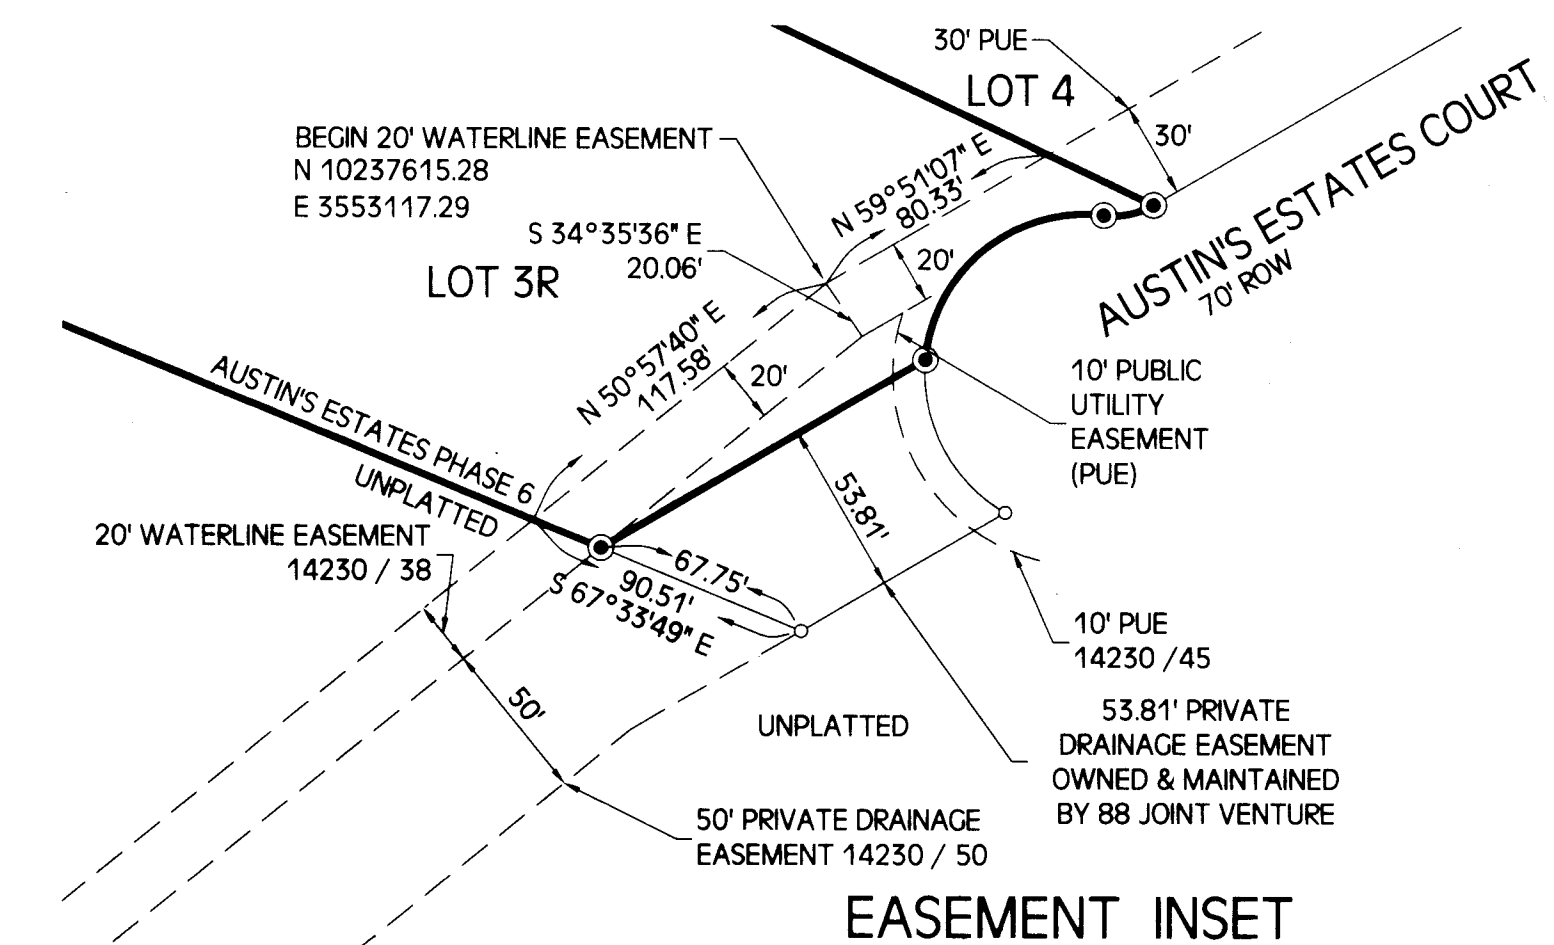 30' PUE
LOT 4
30'
AUSTIN'S ESTATES COURT
70' ROW
BEGIN 20' WATERLINE EASEMENT
N 10237615.28
E 3553117.29
N 59°51'07" E
80.33'
S 34°35'36" E
20.06'
20'
LOT 3R
N 50°57'40" E
117.58'
20'
10' PUBLIC
UTILITY
EASEMENT
(PUE)
AUSTIN'S ESTATES PHASE 6
UNPLATTED
53.81'
20' WATERLINE EASEMENT
14230 / 38
67.75'
90.51'
S 67°33'49" E
10' PUE
14230 /45
50'
UNPLATTED
53.81' PRIVATE
DRAINAGE EASEMENT
OWNED & MAINTAINED
BY 88 JOINT VENTURE
50' PRIVATE DRAINAGE
EASEMENT 14230 / 50
EASEMENT INSET